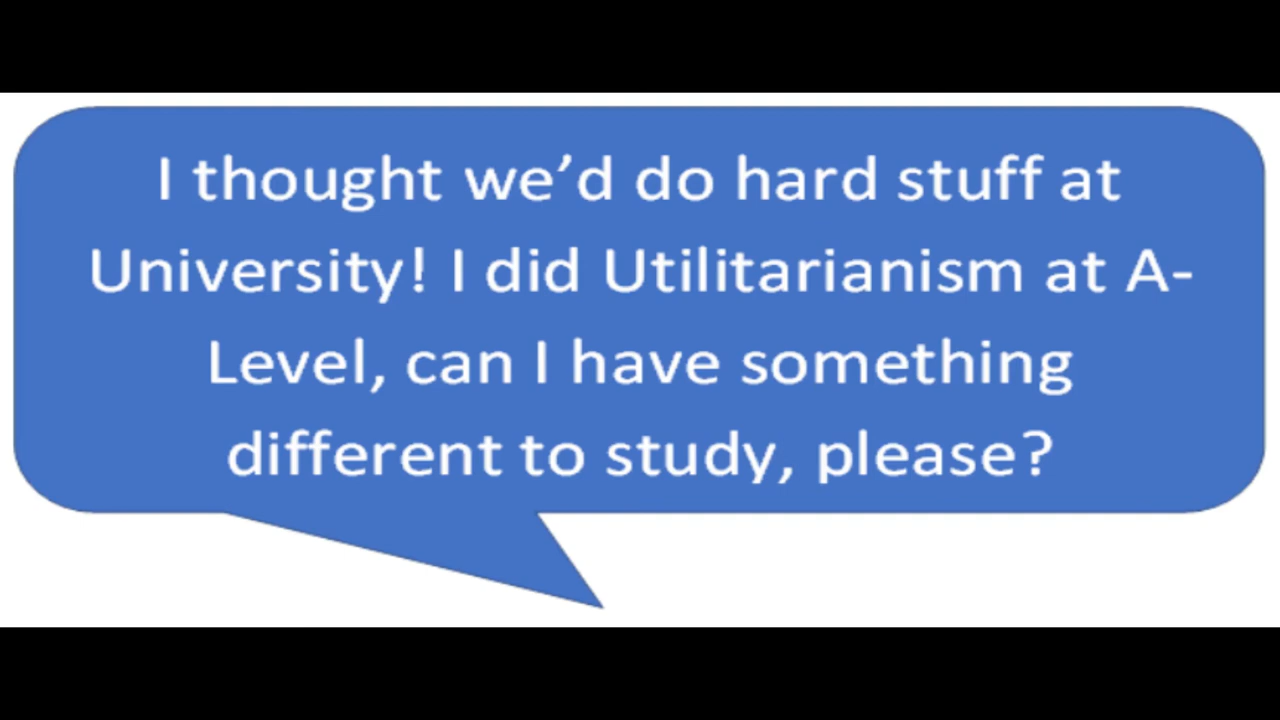 I thought we’d do hard stuff at
University! I did Utilitarianism at A-
Level, can I have something
different to study, please?